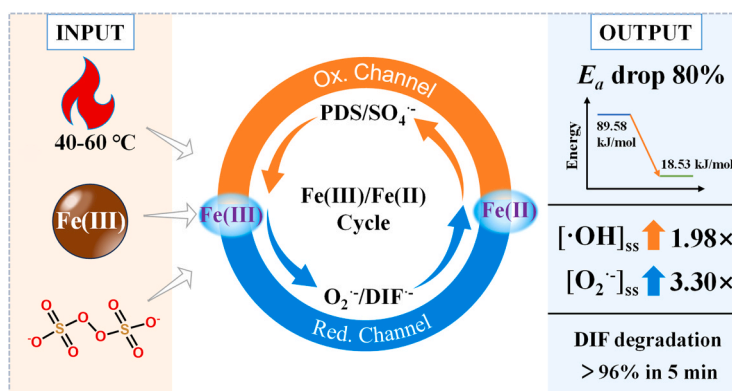 INPUT
40-60 °C
Fe(III)
O
O
-O
S
O
O
S
O-
O
O
Ox. Channel
PDS/SO₄·⁻
Fe(III)
Fe(III)/Fe(II)
Cycle
Fe(II)
O₂·⁻/DIF·⁻
Red. Channel
OUTPUT
Eₐ drop 80%
Energy
89.58
kJ/mol
18.53 kJ/mol
[·OH]ss 1.98×
[O₂·⁻]ss 3.30×
DIF degradation
> 96% in 5 min